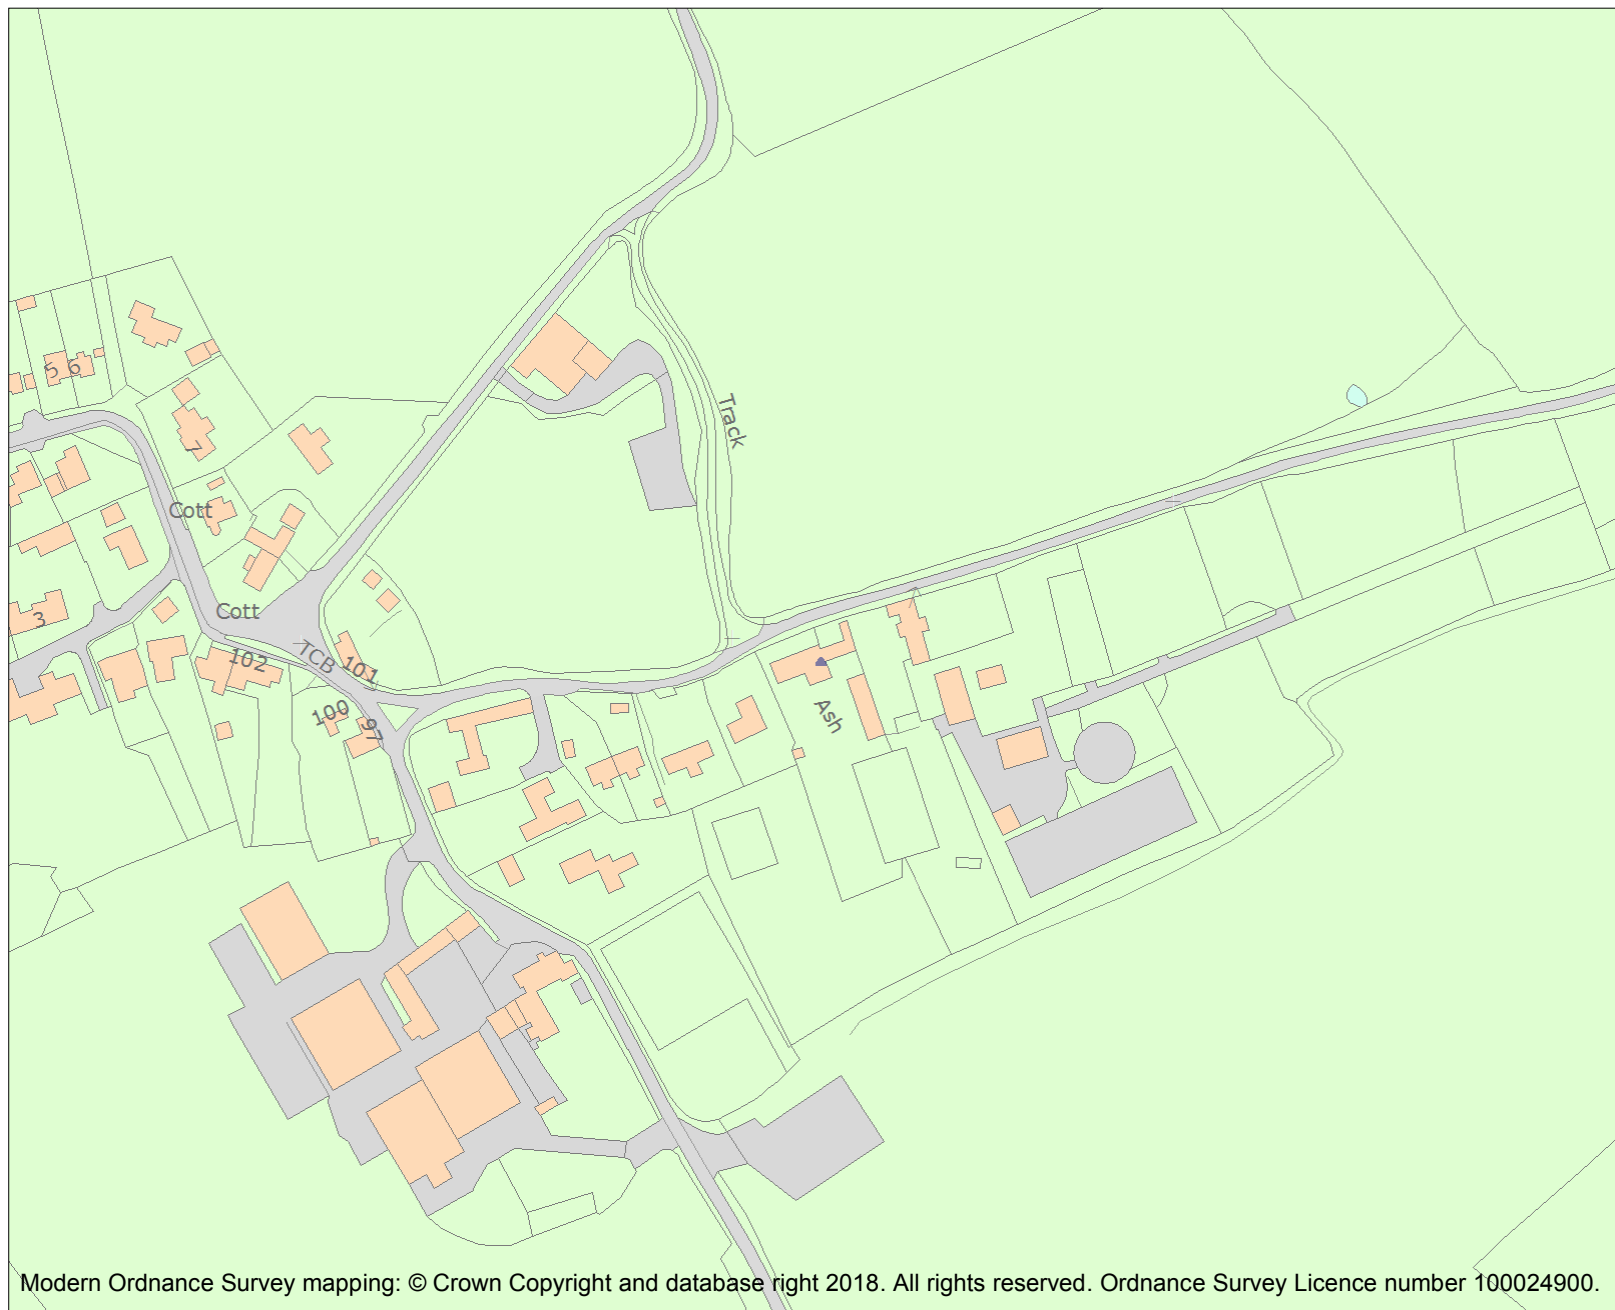 5 6
Track
7
Cott
Cott
3
TCB
101
102
100
97
Ash
Modern Ordnance Survey mapping: © Crown Copyright and database right 2018. All rights reserved. Ordnance Survey Licence number 100024900.